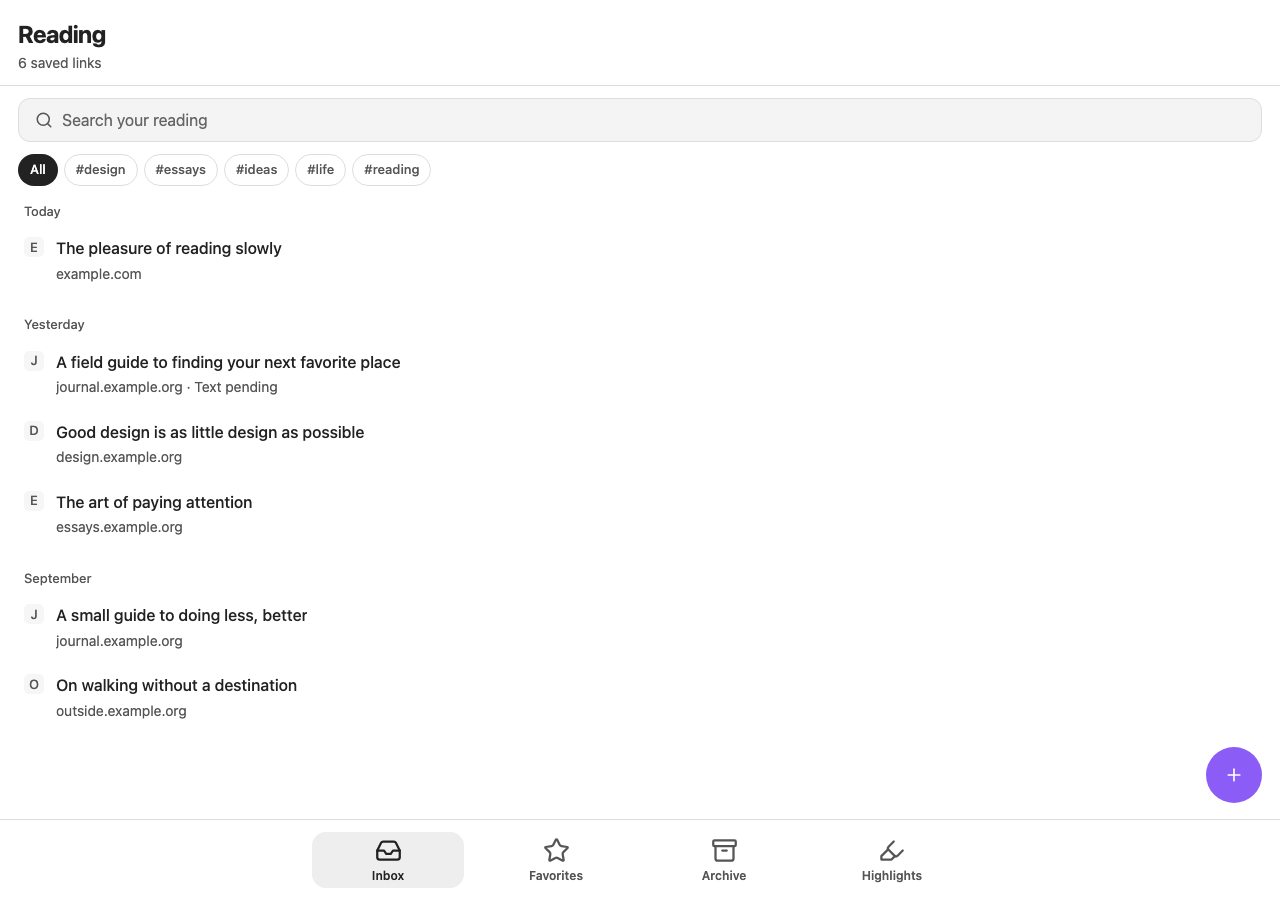 Reading
6 saved links
Search your reading
All #design #essays #ideas #life #reading
Today
E The pleasure of reading slowly
example.com
Yesterday
J A field guide to finding your next favorite place
journal.example.org · Text pending
D Good design is as little design as possible
design.example.org
E The art of paying attention
essays.example.org
September
J A small guide to doing less, better
journal.example.org
O On walking without a destination
outside.example.org
Inbox Favorites Archive Highlights